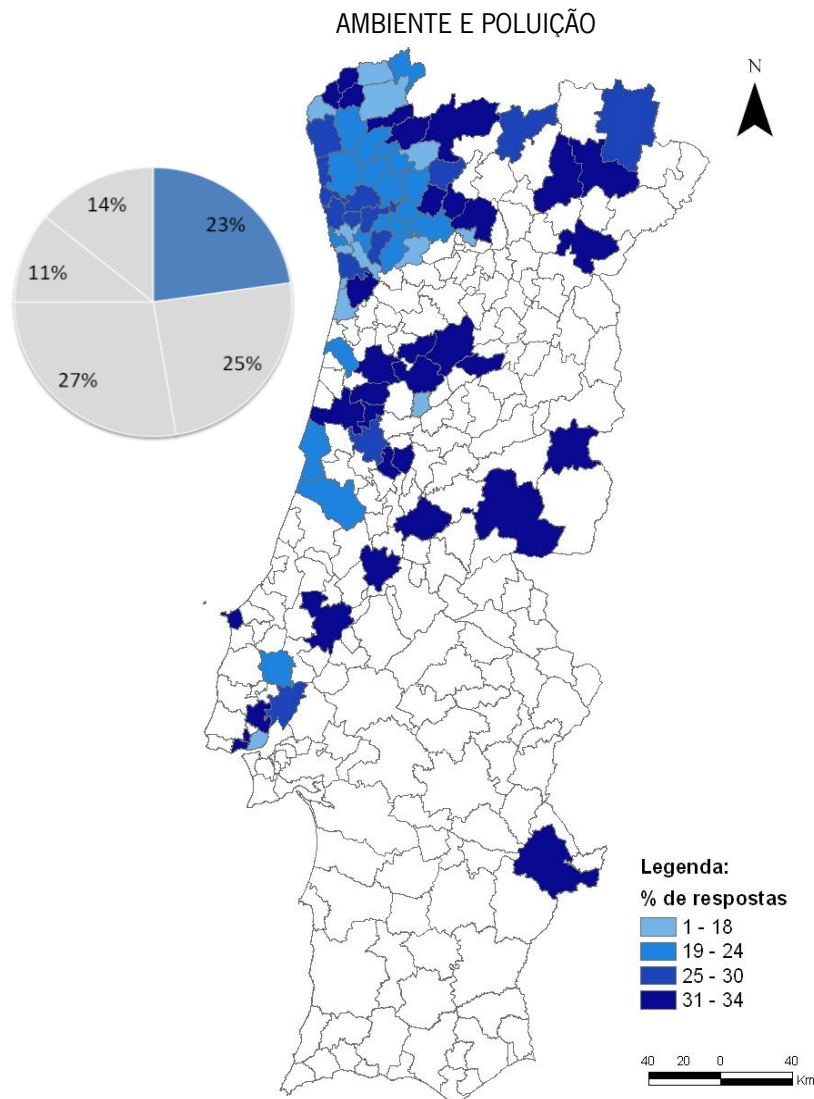 AMBIENTE E POLUIÇÃO
N
14%
23%
11%
27%
25%
Legenda:
% de respostas
1 - 18
19 - 24
25 - 30
31 - 34
40 20 0 40
Km